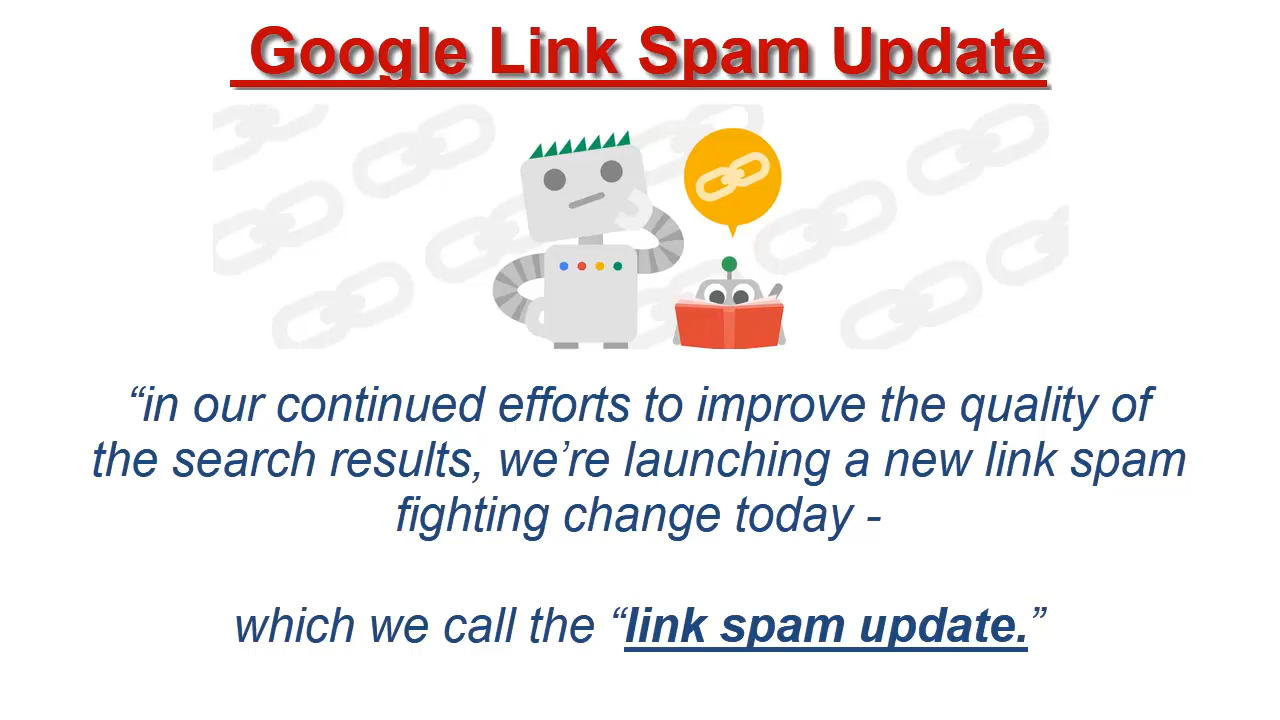 Google Link Spam Update
“in our continued efforts to improve the quality of
the search results, we’re launching a new link spam
fighting change today -
which we call the “link spam update.”